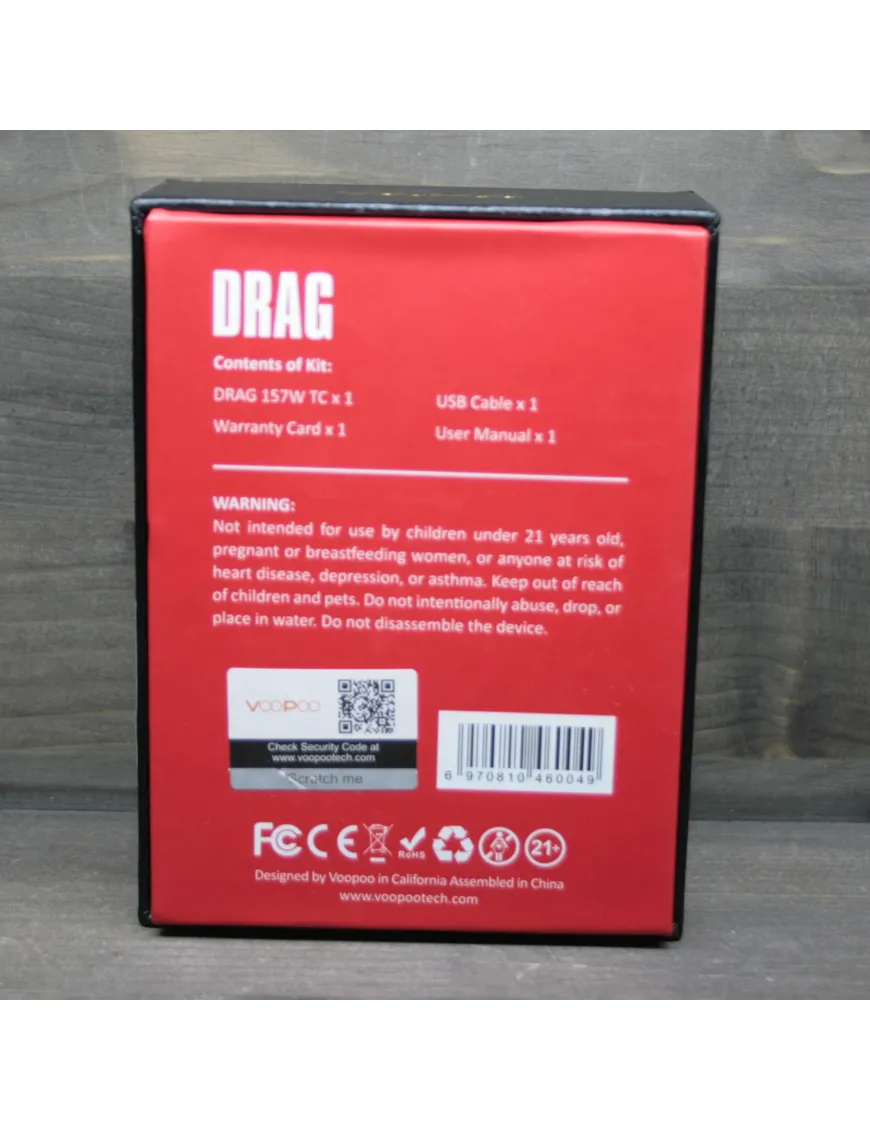 DRAG
Contents of Kit:
DRAG 157W TC x 1
USB Cable x 1
Warranty Card x 1
User Manual x 1
WARNING:
Not intended for use by children under 21 years old,
pregnant or breastfeeding women, or anyone at risk of
heart disease, depression, or asthma. Keep out of reach
of children and pets. Do not intentionally abuse, drop, or
place in water. Do not disassemble the device.
VOOPOO
Check Security Code at
www.voopootech.com
Scratch me
6 970810 460049
FC CE RoHS 21+
Designed by Voopoo in California Assembled in China
www.voopootech.com